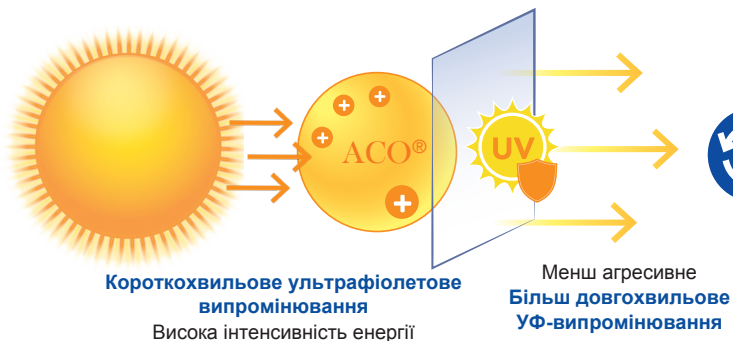 ACO®
UV
Короткохвильове ультрафіолетове
випромінювання
Висока інтенсивність енергії
Менш агресивне
Більш довгохвильове
УФ-випромінювання